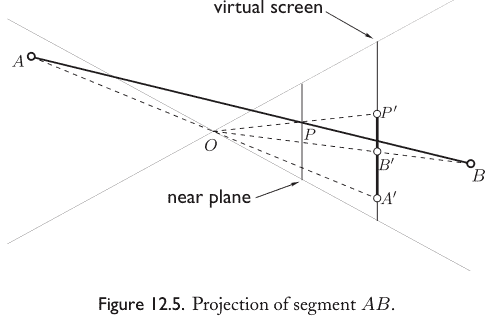 virtual screen
A
P′
P
O
B′
B
A′
near plane
Figure 12.5. Projection of segment AB.